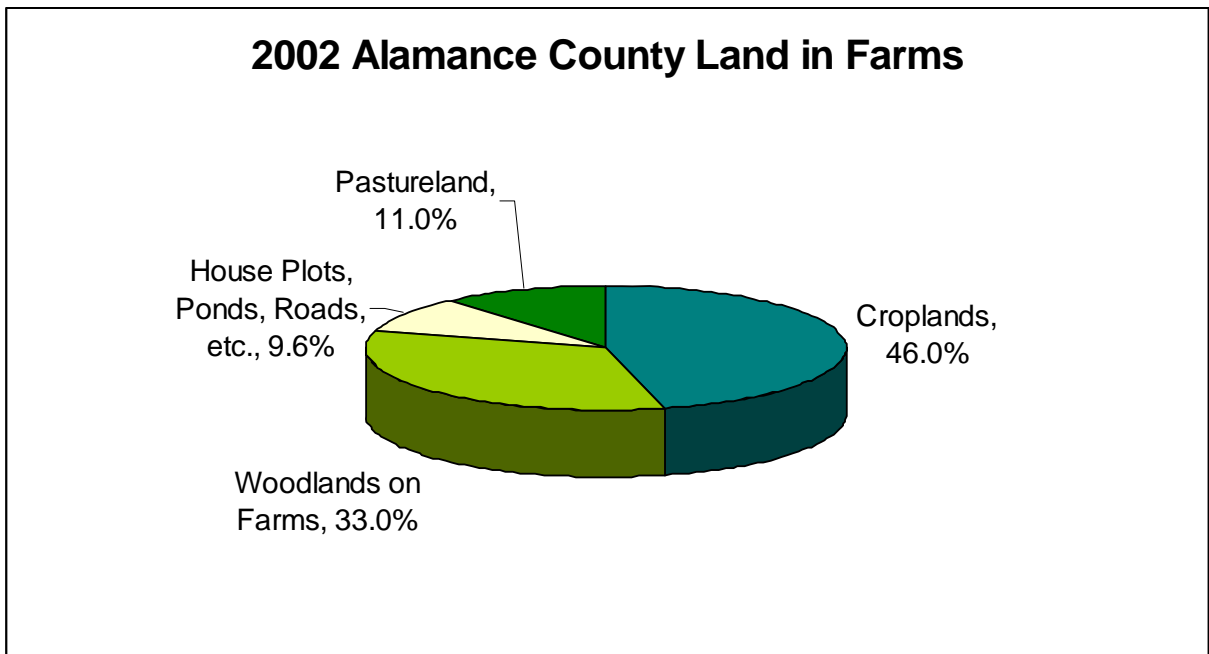 2002 Alamance County Land in Farms
Pastureland,
11.0%
House Plots,
Ponds, Roads,
etc., 9.6%
Croplands,
46.0%
Woodlands on
Farms, 33.0%